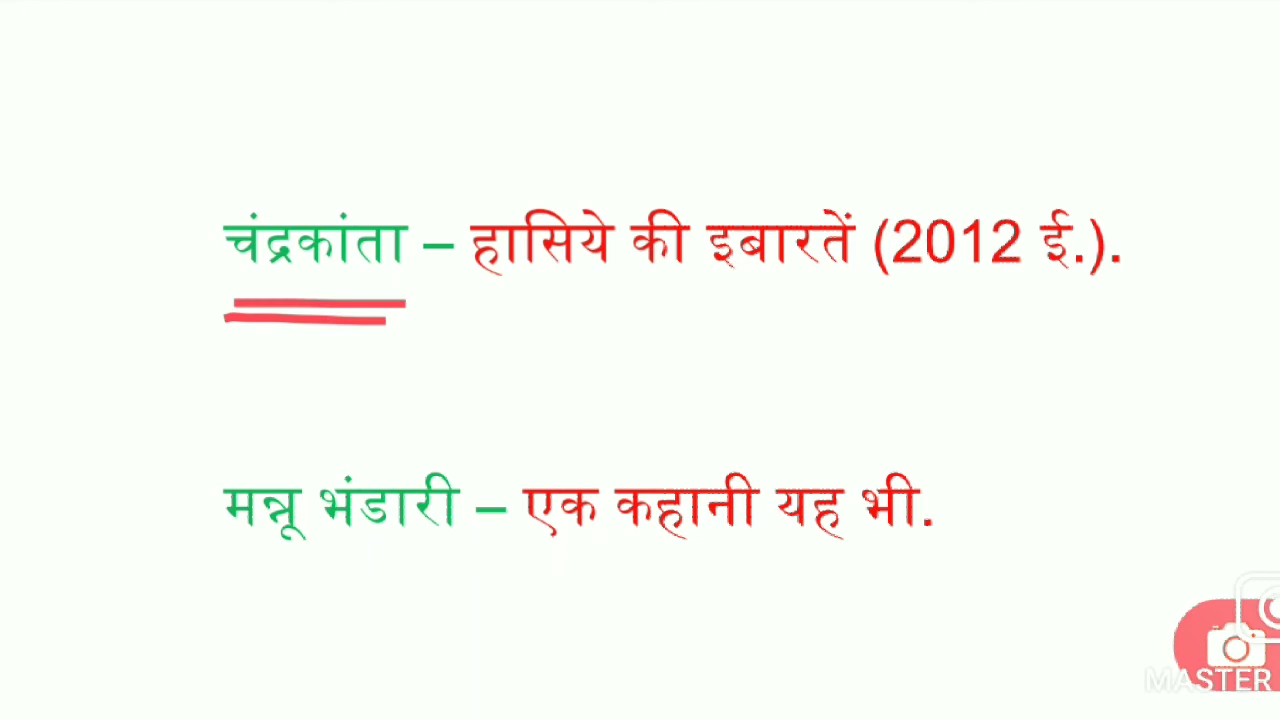 चंद्रकांता – हासिये की इबारतें (2012 ई.).
मन्नू भंडारी – एक कहानी यह भी.
MASTER